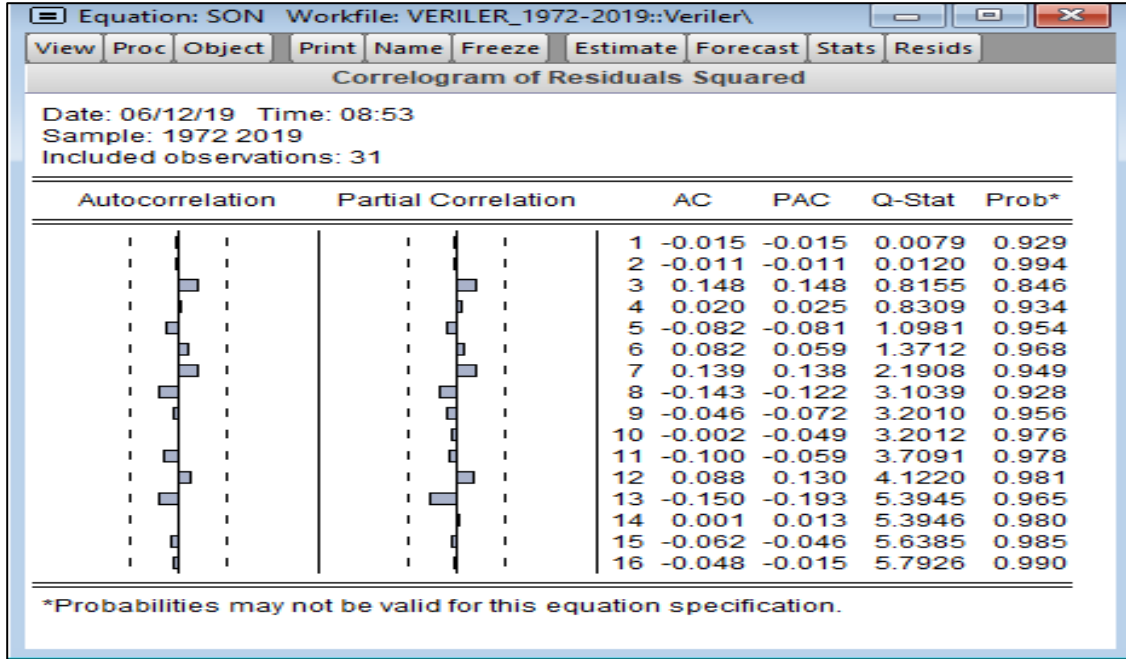 Equation: SON Workfile: VERILER_1972-2019::Veriler\
View Proc Object Print Name Freeze Estimate Forecast Stats Resids
Correlogram of Residuals Squared
Date: 06/12/19 Time: 08:53
Sample: 1972 2019
Included observations: 31
Autocorrelation Partial Correlation AC PAC Q-Stat Prob*
1 -0.015 -0.015 0.0079 0.929
2 -0.011 -0.011 0.0120 0.994
3 0.148 0.148 0.8155 0.846
4 0.020 0.025 0.8309 0.934
5 -0.082 -0.081 1.0981 0.954
6 0.082 0.059 1.3712 0.968
7 0.139 0.138 2.1908 0.949
8 -0.143 -0.122 3.1039 0.928
9 -0.046 -0.072 3.2010 0.956
10 -0.002 -0.049 3.2012 0.976
11 -0.100 -0.059 3.7091 0.978
12 0.088 0.130 4.1220 0.981
13 -0.150 -0.193 5.3945 0.965
14 0.001 0.013 5.3946 0.980
15 -0.062 -0.046 5.6385 0.985
16 -0.048 -0.015 5.7926 0.990
*Probabilities may not be valid for this equation specification.